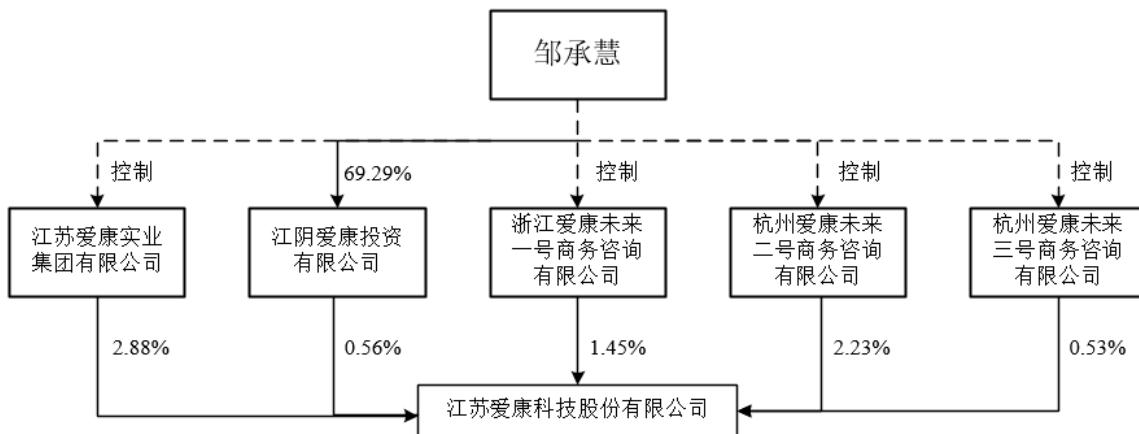 邹承慧
控制
69.29%
控制
控制
控制
江苏爱康实业
集团有限公司
江阴爱康投资
有限公司
浙江爱康未来
一号商务咨询
有限公司
杭州爱康未来
二号商务咨询
有限公司
杭州爱康未来
三号商务咨询
有限公司
2.88%
0.56%
1.45%
2.23%
0.53%
江苏爱康科技股份有限公司